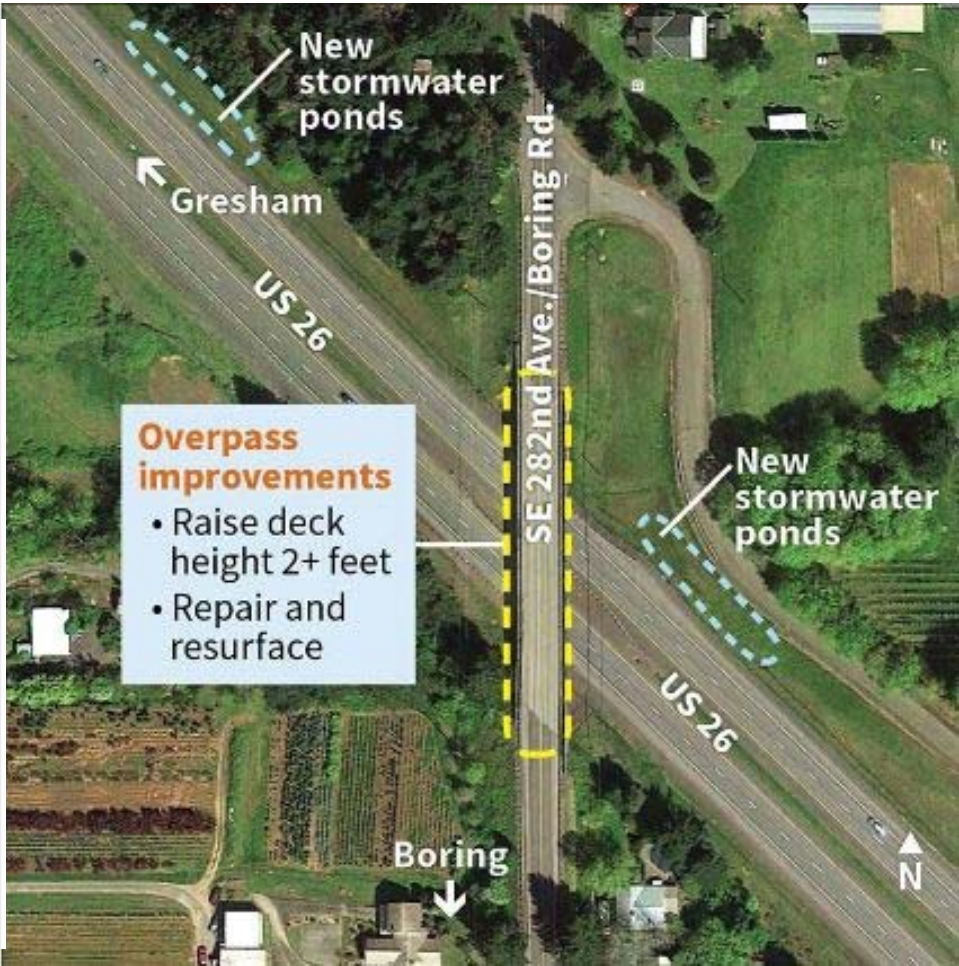 New
stormwater
ponds
Gresham
US 26
SE 282nd Ave./Boring Rd.
Overpass
improvements
• Raise deck
height 2+ feet
• Repair and
resurface
New
stormwater
ponds
US 26
Boring
N